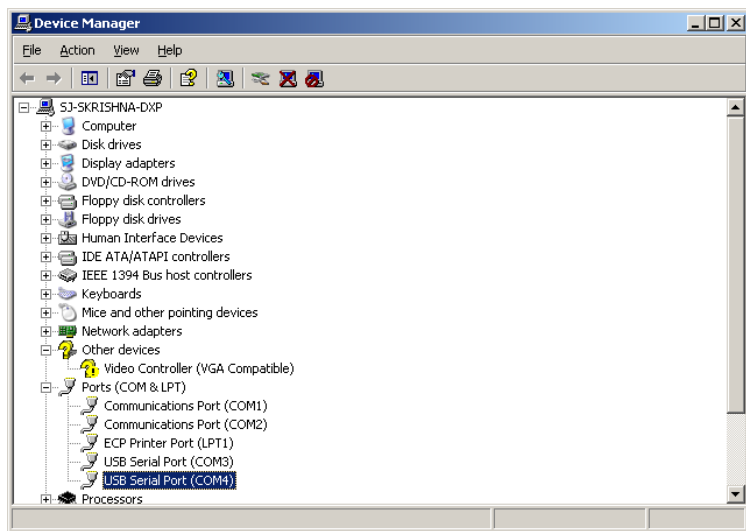 Device Manager
File Action View Help
SJ-SKRISHNA-DXP
Computer
Disk drives
Display adapters
DVD/CD-ROM drives
Floppy disk controllers
Floppy disk drives
Human Interface Devices
IDE ATA/ATAPI controllers
IEEE 1394 Bus host controllers
Keyboards
Mice and other pointing devices
Network adapters
Other devices
Video Controller (VGA Compatible)
Ports (COM & LPT)
Communications Port (COM1)
Communications Port (COM2)
ECP Printer Port (LPT1)
USB Serial Port (COM3)
USB Serial Port (COM4)
Processors